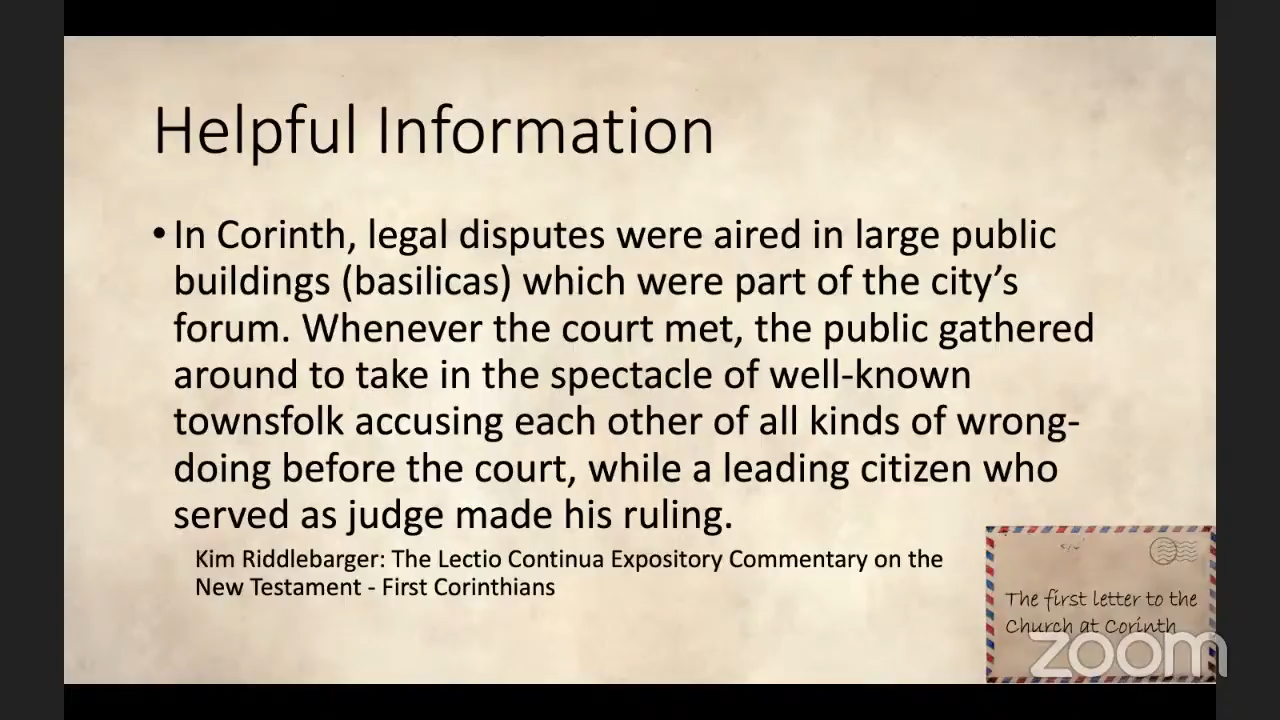 Helpful Information
• In Corinth, legal disputes were aired in large public
buildings (basilicas) which were part of the city’s
forum. Whenever the court met, the public gathered
around to take in the spectacle of well-known
townsfolk accusing each other of all kinds of wrong-
doing before the court, while a leading citizen who
served as judge made his ruling.
Kim Riddlebarger: The Lectio Continua Expository Commentary on the
New Testament - First Corinthians
The first letter to the
Church at Corinth
zoom